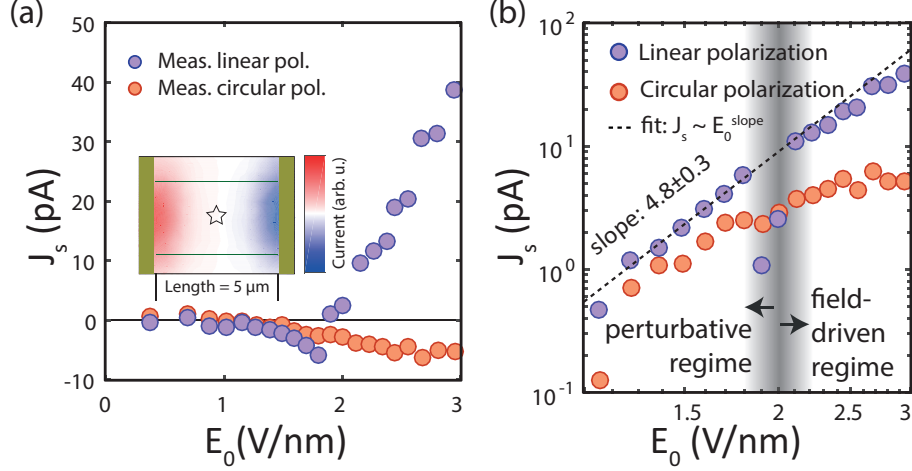 (a)
J_s (pA)
50
40
30
20
10
0
-10
Meas. linear pol.
Meas. circular pol.
Current (arb. u.)
Length = 5 μm
0
1
2
3
E_0(V/nm)
(b)
J_s (pA)
10^2
10^1
10^0
10^-1
Linear polarization
Circular polarization
fit: J_s ~ E_0^slope
slope: 4.8±0.3
perturbative
regime
field-
driven
regime
1.5
2
2.5
3
E_0 (V/nm)